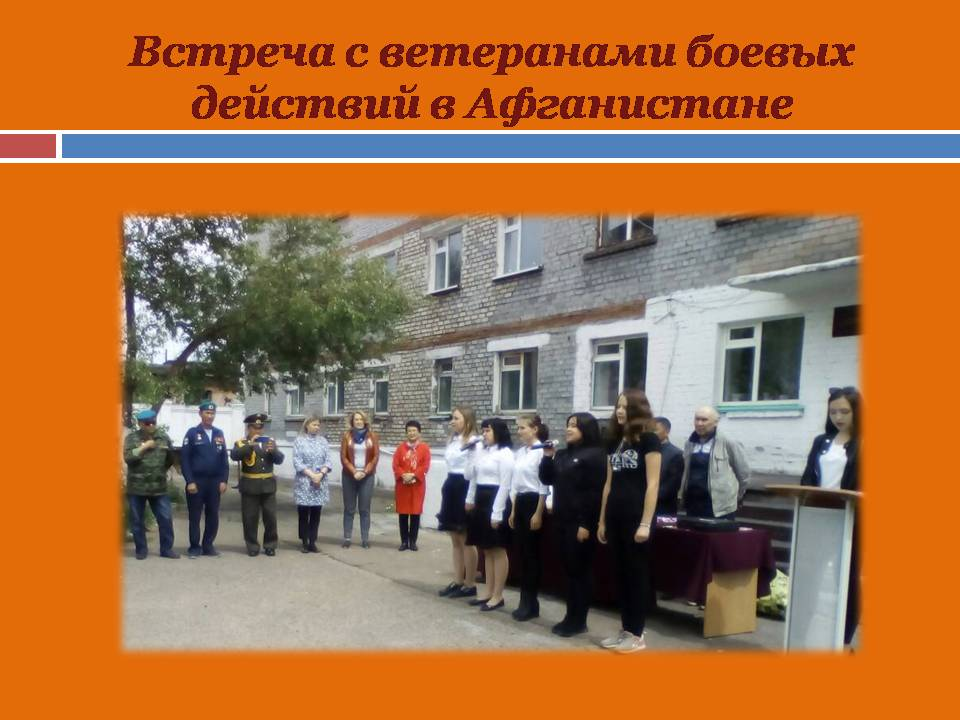 Встреча с ветеранами боевых
действий в Афганистане